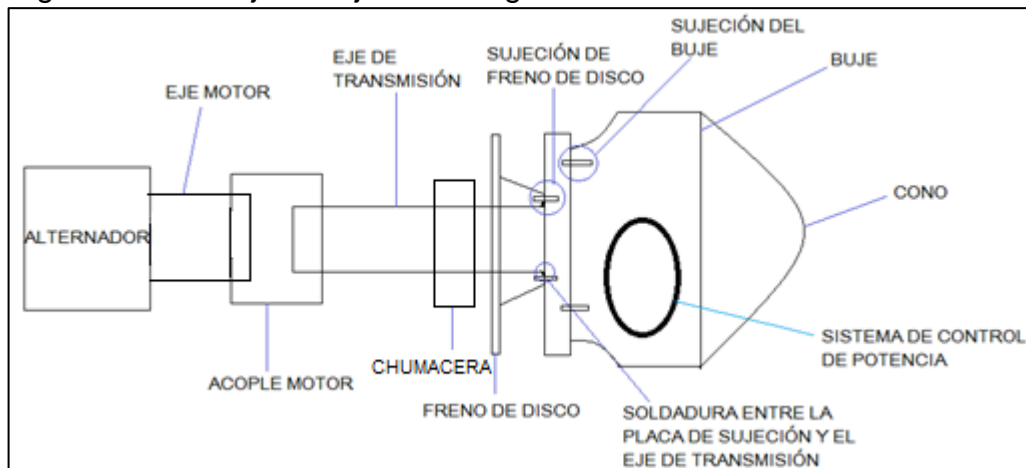 SUJECIÓN DEL
BUJE
EJE DE
TRANSMISIÓN
SUJECIÓN DE
FRENO DE DISCO
BUJE
EJE MOTOR
CONO
ALTERNADOR
SISTEMA DE CONTROL
DE POTENCIA
CHUMACERA
ACOPLE MOTOR
FRENO DE DISCO
SOLDADURA ENTRE LA
PLACA DE SUJECIÓN Y EL
EJE DE TRANSMISIÓN